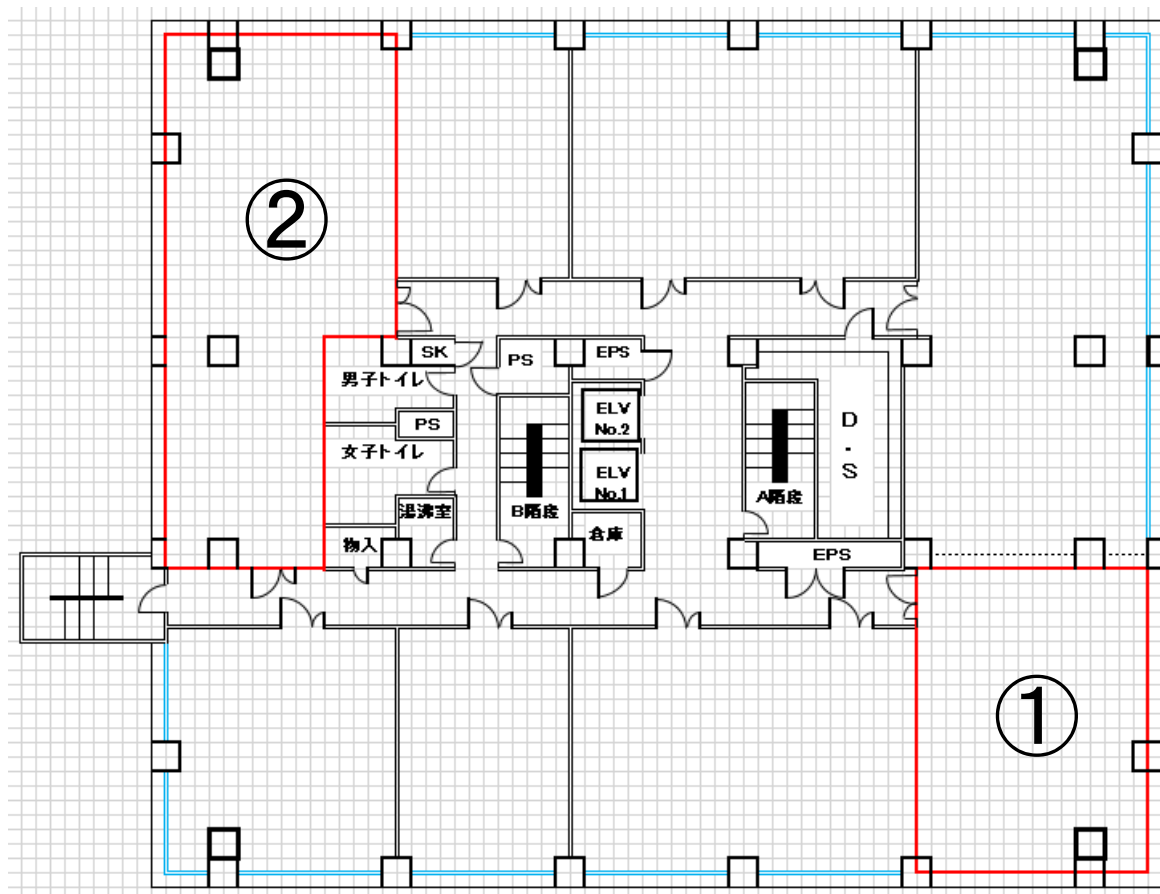 ②
SK
PS
EPS
男子トイレ
ELV
No.2
PS
D・S
女子トイレ
ELV
No.1
A階段
湯沸室
B階段
物入
倉庫
EPS
①